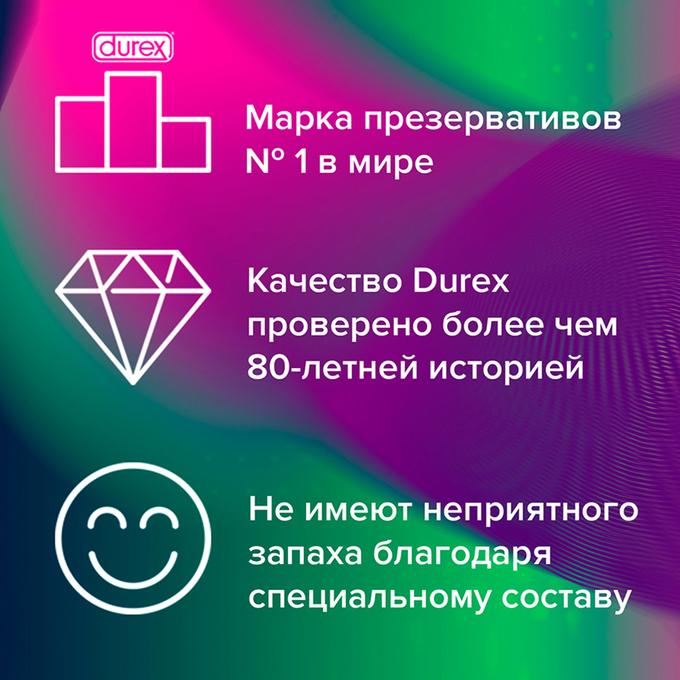 durex
Марка презервативов
№ 1 в мире
Качество Durex
проверено более чем
80-летней историей
Не имеют неприятного
запаха благодаря
специальному составу